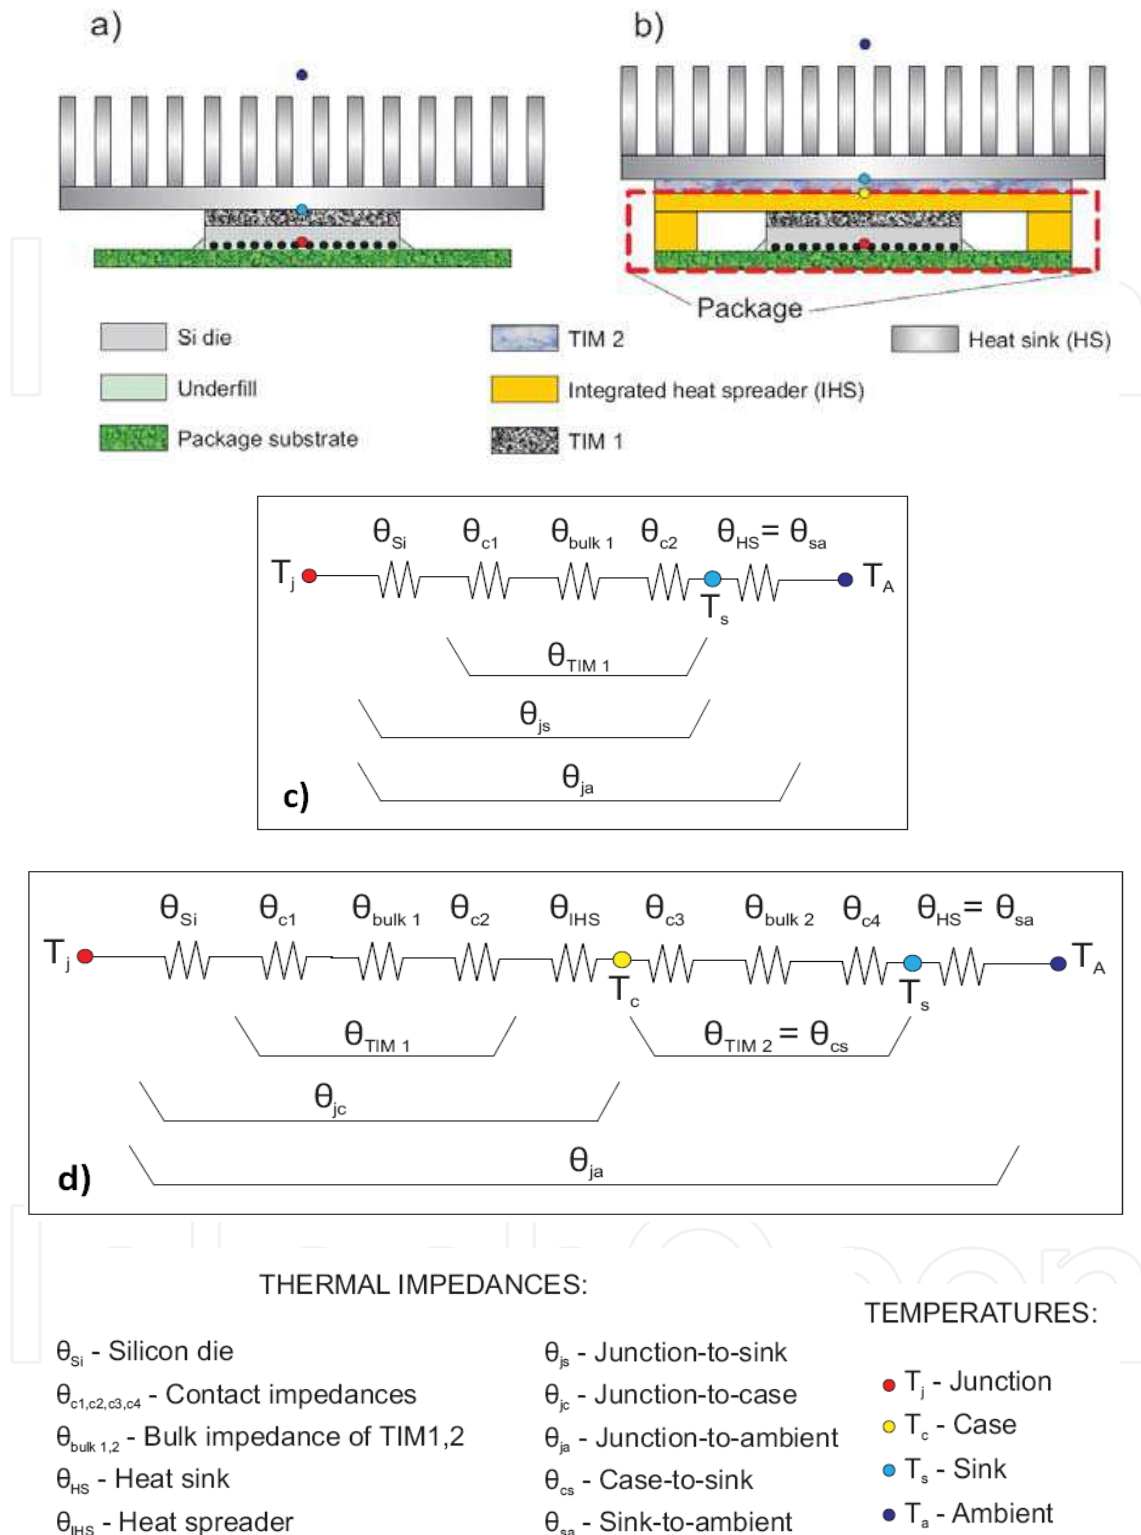 a)
b)
Package
Si die
TIM 2
Heat sink (HS)
Underfill
Integrated heat spreader (IHS)
Package substrate
TIM 1
θSi θc1 θbulk 1 θc2 θHS = θsa
Tj Ts TA
θTIM 1
θjs
θja
c)
θSi θc1 θbulk 1 θc2 θIHS θc3 θbulk 2 θc4 θHS = θsa
Tj Tc Ts TA
θTIM 1 θTIM 2 = θcs
θjc
θja
d)
THERMAL IMPEDANCES:
θSi - Silicon die
θc1,c2,c3,c4 - Contact impedances
θbulk 1,2 - Bulk impedance of TIM1,2
θHS - Heat sink
θIHS - Heat spreader
θjs - Junction-to-sink
θjc - Junction-to-case
θja - Junction-to-ambient
θcs - Case-to-sink
θsa - Sink-to-ambient
TEMPERATURES:
Tj - Junction
Tc - Case
Ts - Sink
Ta - Ambient